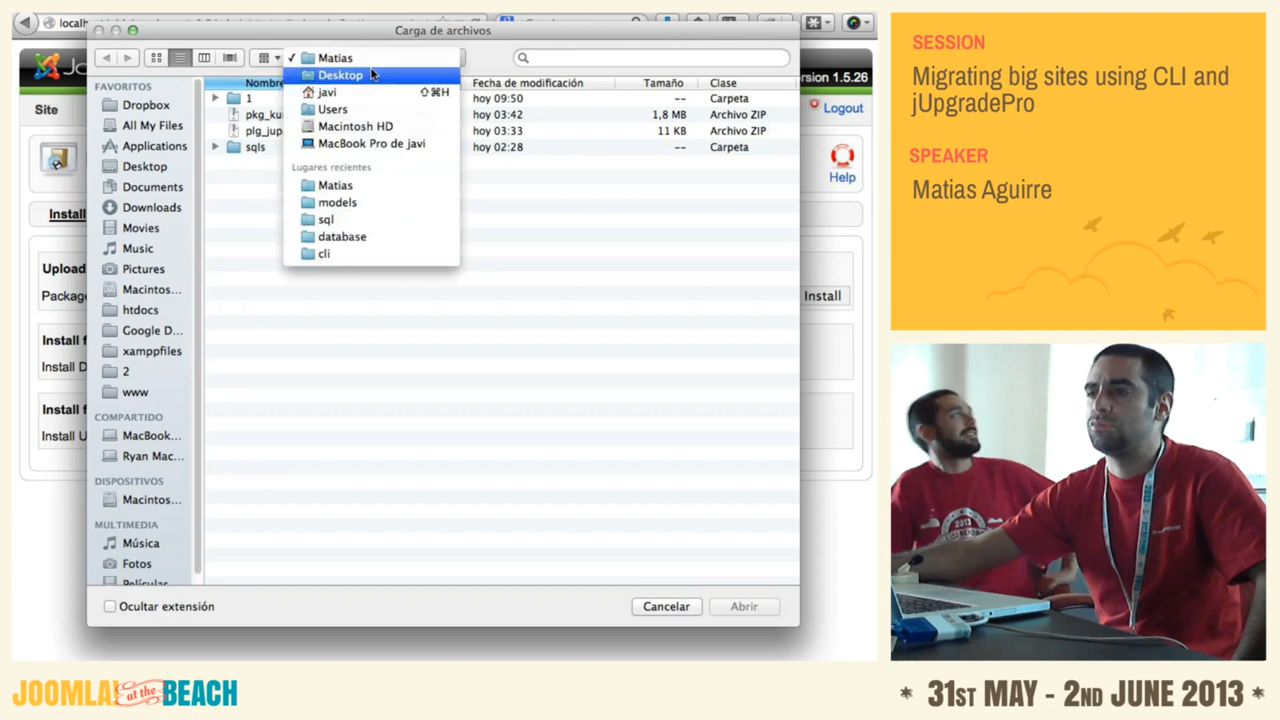 localh
Carga de archivos
Jo
Version 1.5.26
Site
Logout
Help
Install
Upload
Package
Install
Install f
Install D
Install f
Install U
FAVORITOS
Dropbox
All My Files
Applications
Desktop
Documents
Downloads
Movies
Music
Pictures
Macintos...
htdocs
Google D...
xamppfiles
2
www
COMPARTIDO
MacBook...
Ryan Mac...
DISPOSITIVOS
Macintos...
MULTIMEDIA
Música
Fotos
Películas
Nombre
Fecha de modificación
Tamaño
Clase
1
hoy 09:50
--
Carpeta
pkg_ku
hoy 03:42
1,8 MB
Archivo ZIP
plg_jup
hoy 03:33
11 KB
Archivo ZIP
sqls
hoy 02:28
--
Carpeta
✓ Matias
Desktop
javi ⇧⌘H
Users
Macintosh HD
MacBook Pro de javi
Lugares recientes
Matias
models
sql
database
cli
Ocultar extensión
Cancelar
Abrir
SESSION
Migrating big sites using CLI and
jUpgradePro
SPEAKER
Matias Aguirre
2013
JOOMLA! at the BEACH
* 31ST MAY - 2ND JUNE 2013 *